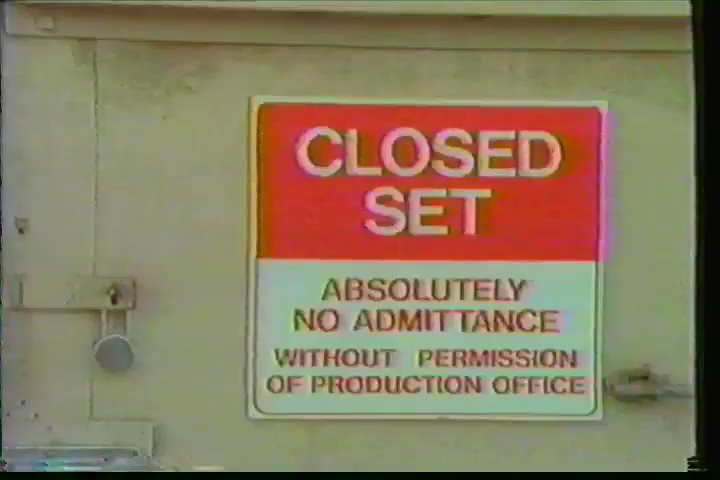 CLOSED
SET
ABSOLUTELY
NO ADMITTANCE
WITHOUT PERMISSION
OF PRODUCTION OFFICE